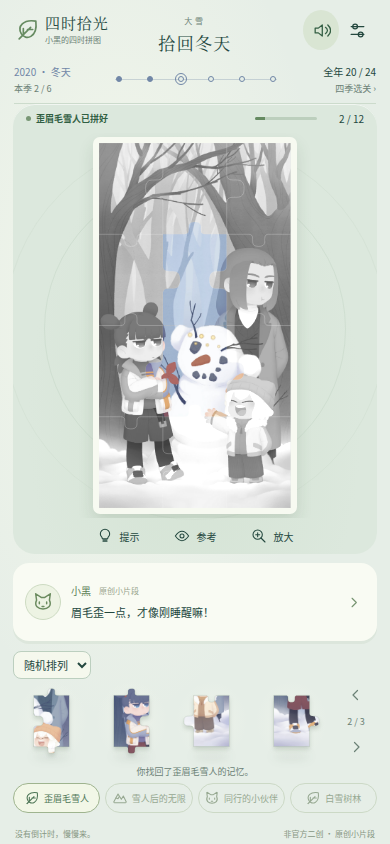 四时拾光
小黑的四时拼图
大雪
拾回冬天
2020 · 冬天
本季 2 / 6
全年 20 / 24
四季选关 ›
歪眉毛雪人已拼好
2 / 12
提示
参考
放大
小黑 原创小片段
眉毛歪一点，才像刚睡醒嘛！
随机排列
2 / 3
你找回了歪眉毛雪人的记忆。
歪眉毛雪人
雪人后的无限
同行的小伙伴
白雪树林
没有倒计时，慢慢来。
非官方二创 · 原创小片段